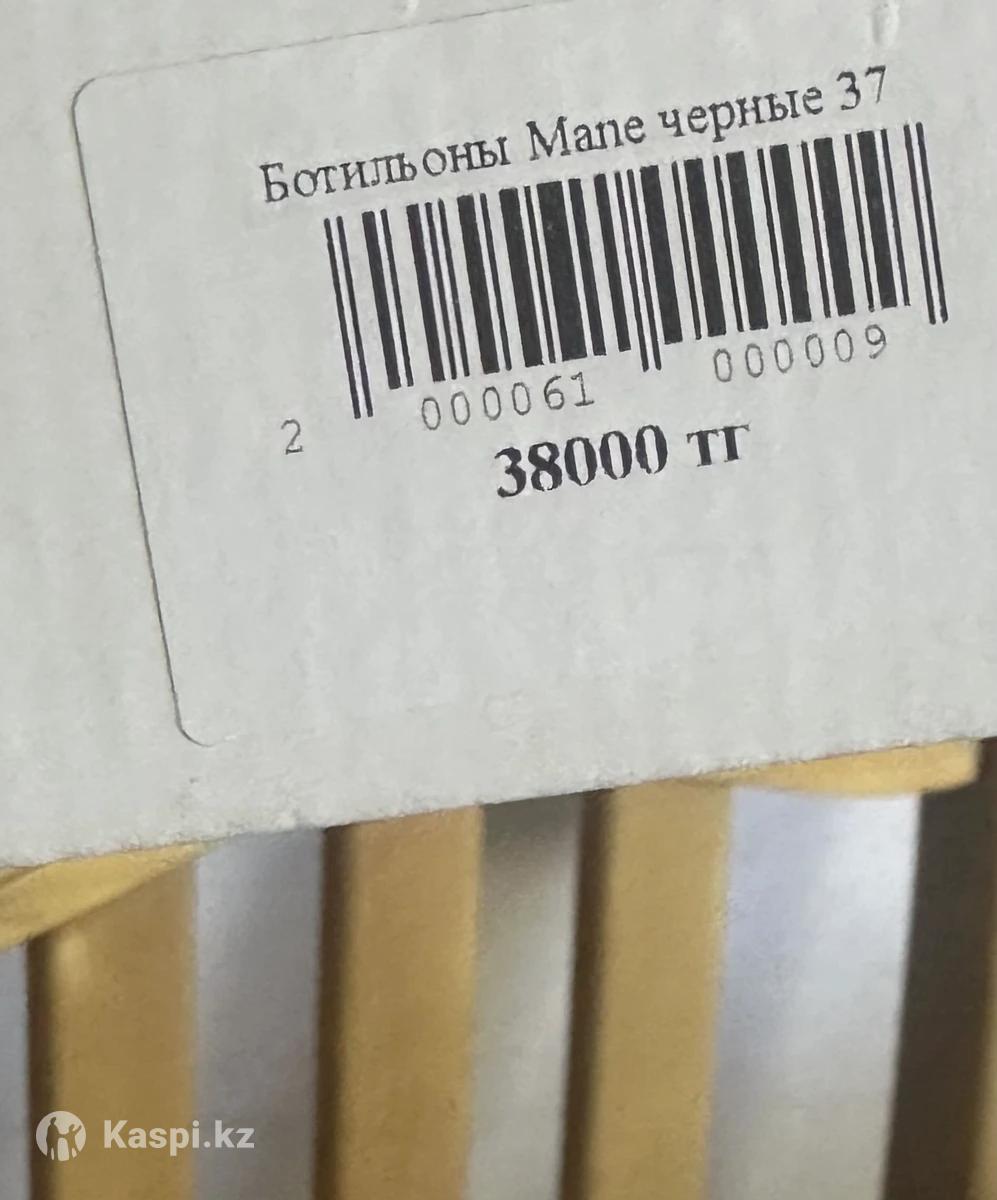 Ботильоны Mane черные 37
2 000061 000009
38000 тг
Kaspi.kz